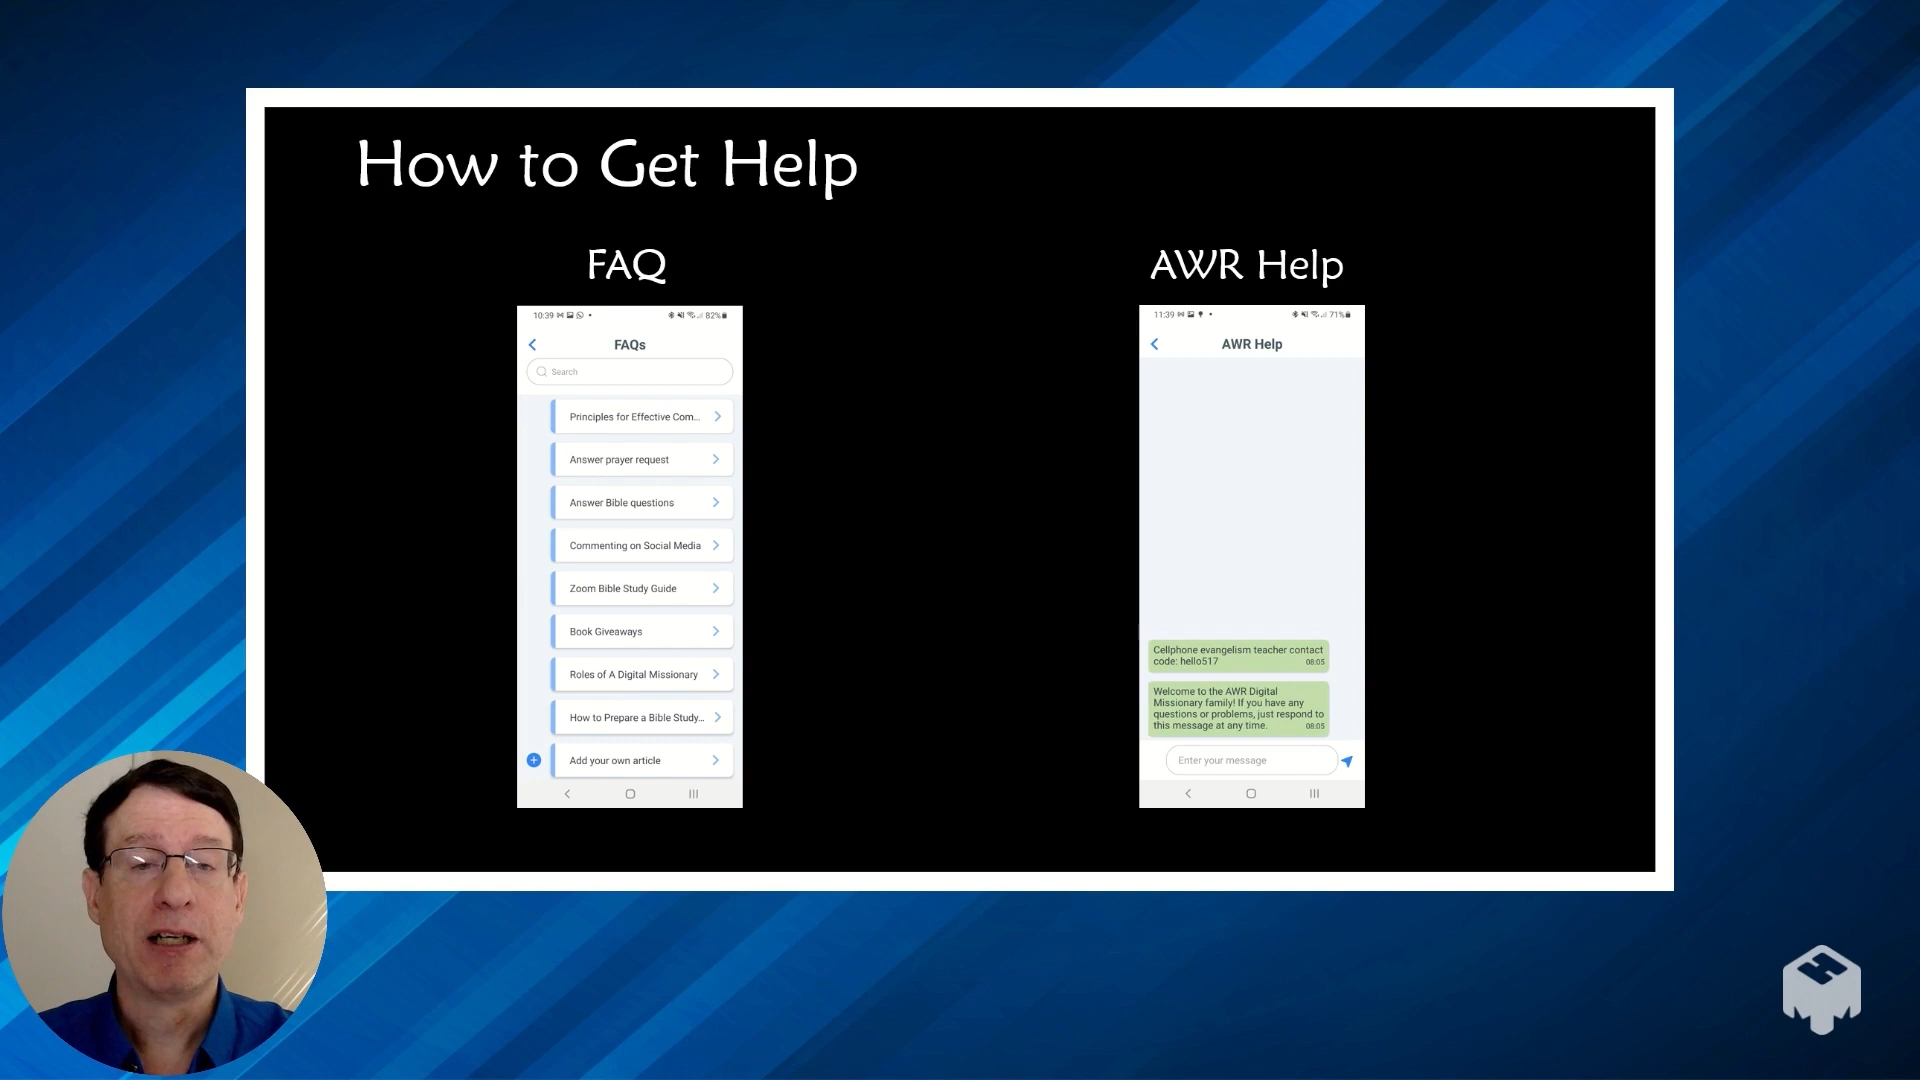 How to Get Help
FAQ
10:39
82%
FAQs
Search
Principles for Effective Com...
Answer prayer request
Answer Bible questions
Commenting on Social Media
Zoom Bible Study Guide
Book Giveaways
Roles of A Digital Missionary
How to Prepare a Bible Study...
Add your own article
AWR Help
11:39
71%
AWR Help
Cellphone evangelism teacher contact
code: hello517
08:05
Welcome to the AWR Digital
Missionary family! If you have any
questions or problems, just respond to
this message at any time.
08:05
Enter your message